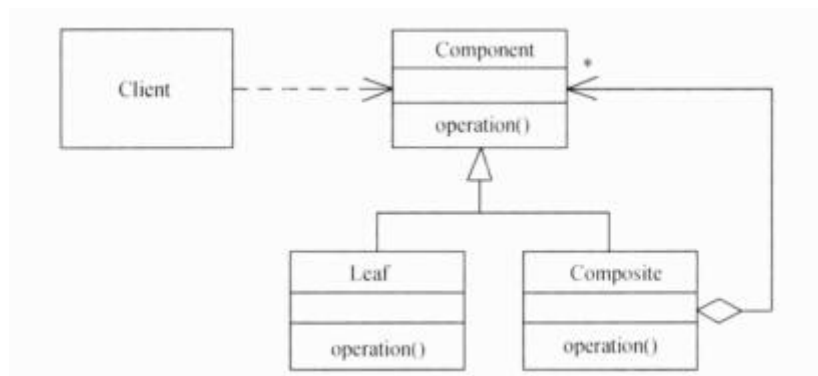 Client
Component
*
operation()
Leaf
Composite
operation()
operation()